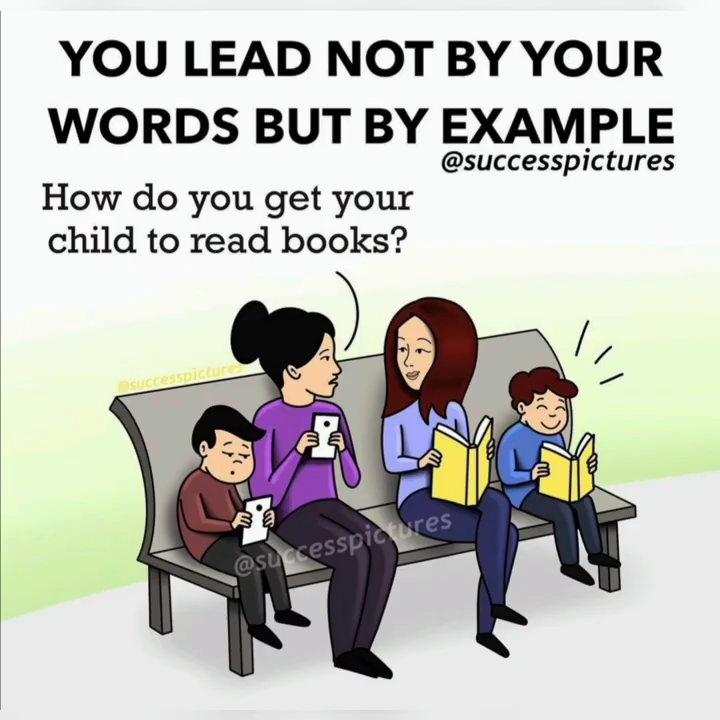 YOU LEAD NOT BY YOUR
WORDS BUT BY EXAMPLE
@successpictures
How do you get your
child to read books?
@successpictures
@successpictures